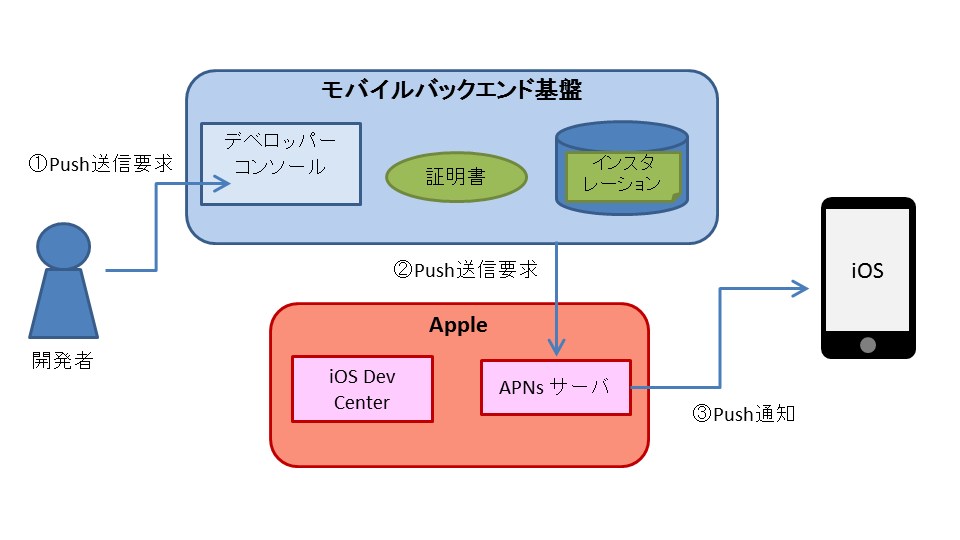 モバイルバックエンド基盤
デベロッパー
コンソール
証明書
インスタ
レーション
①Push送信要求
開発者
②Push送信要求
Apple
iOS Dev
Center
APNs サーバ
③Push通知
iOS